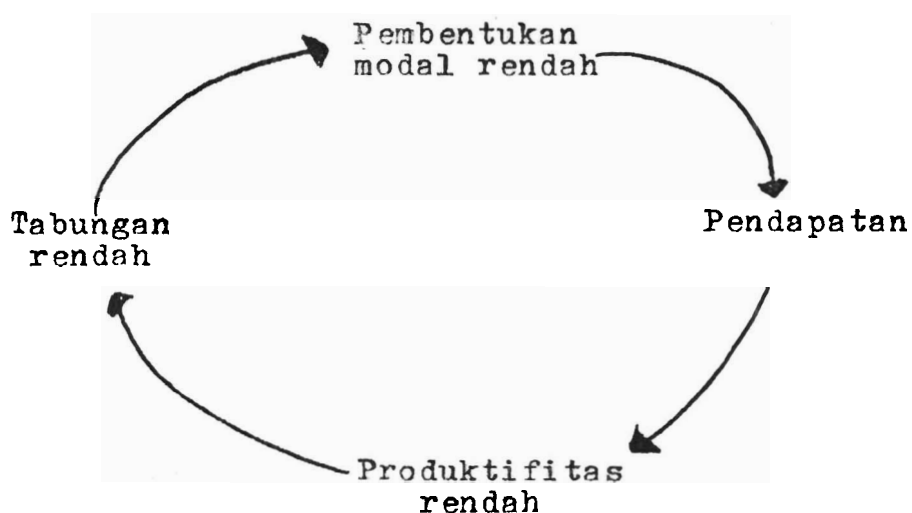 Pembentukan
modal rendah
Tabungan
rendah
Pendapatan
Produktifitas
rendah